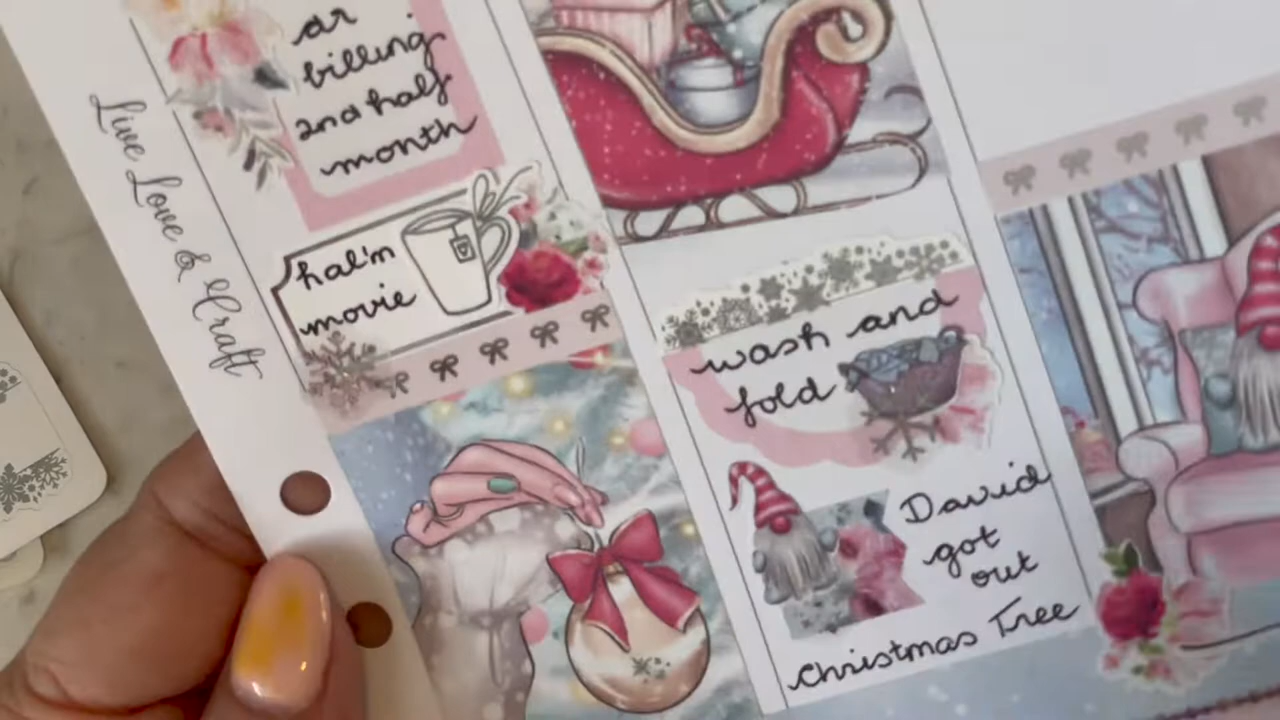 Live Love & Craft
ar
billing
and half
month
hal'n
movie
wash and
fold
David
got
out
Christmas Tree